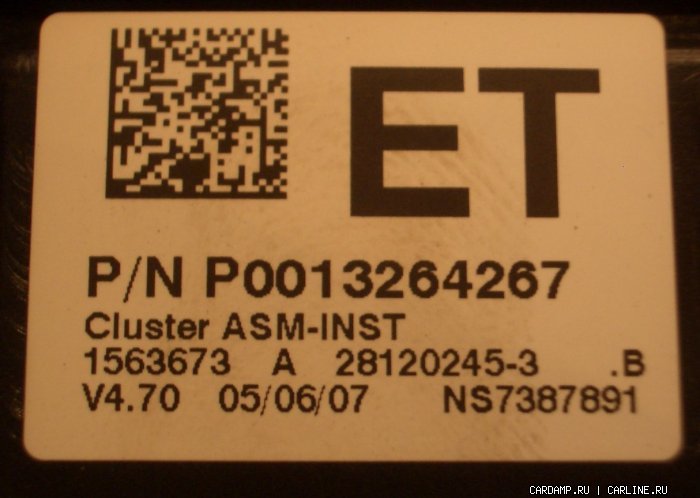 ET
P/N P0013264267
Cluster ASM-INST
1563673 A 28120245-3 .B
V4.70 05/06/07 NS7387891
CARDAMP.RU | CARLINE.RU